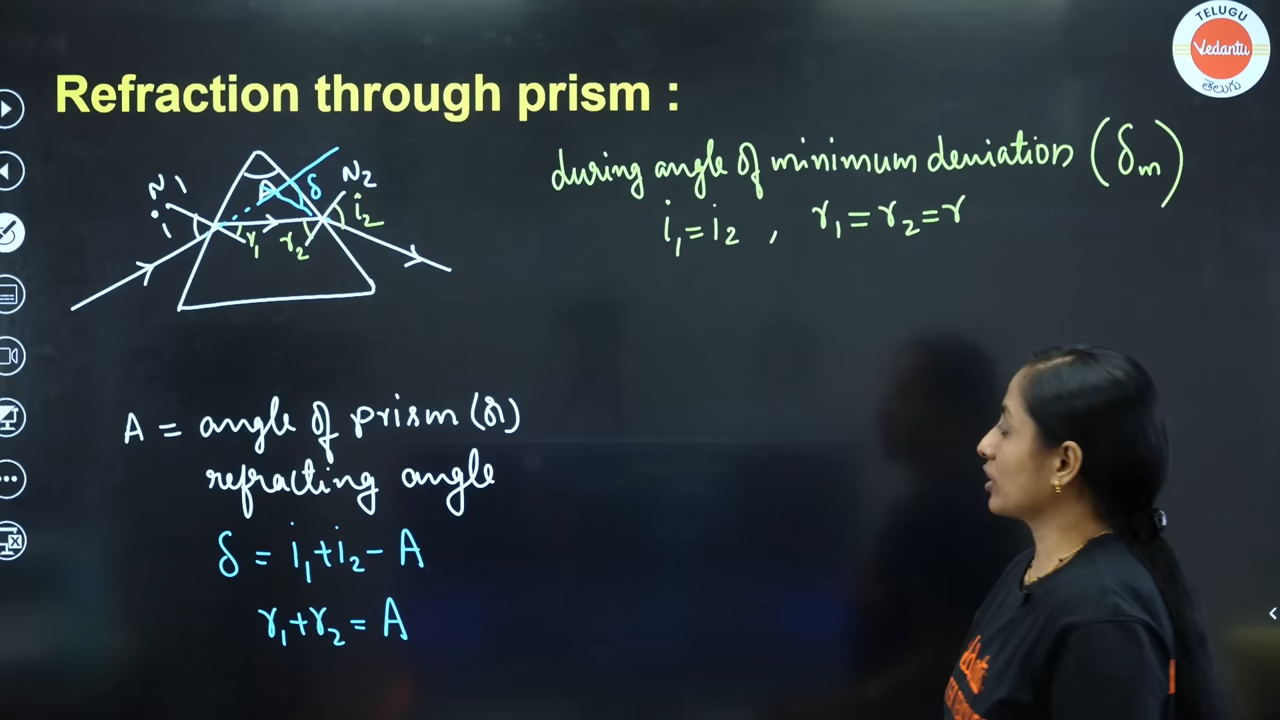 TELUGU
Vedantu
తెలుగు
Refraction through prism :
during angle of minimum deviation (δm)
i1 = i2 , r1 = r2 = r
N1
i
A
δ
N2
i2
r1
r2
A = angle of prism (or)
refracting angle
δ = i1+i2 − A
r1+r2 = A